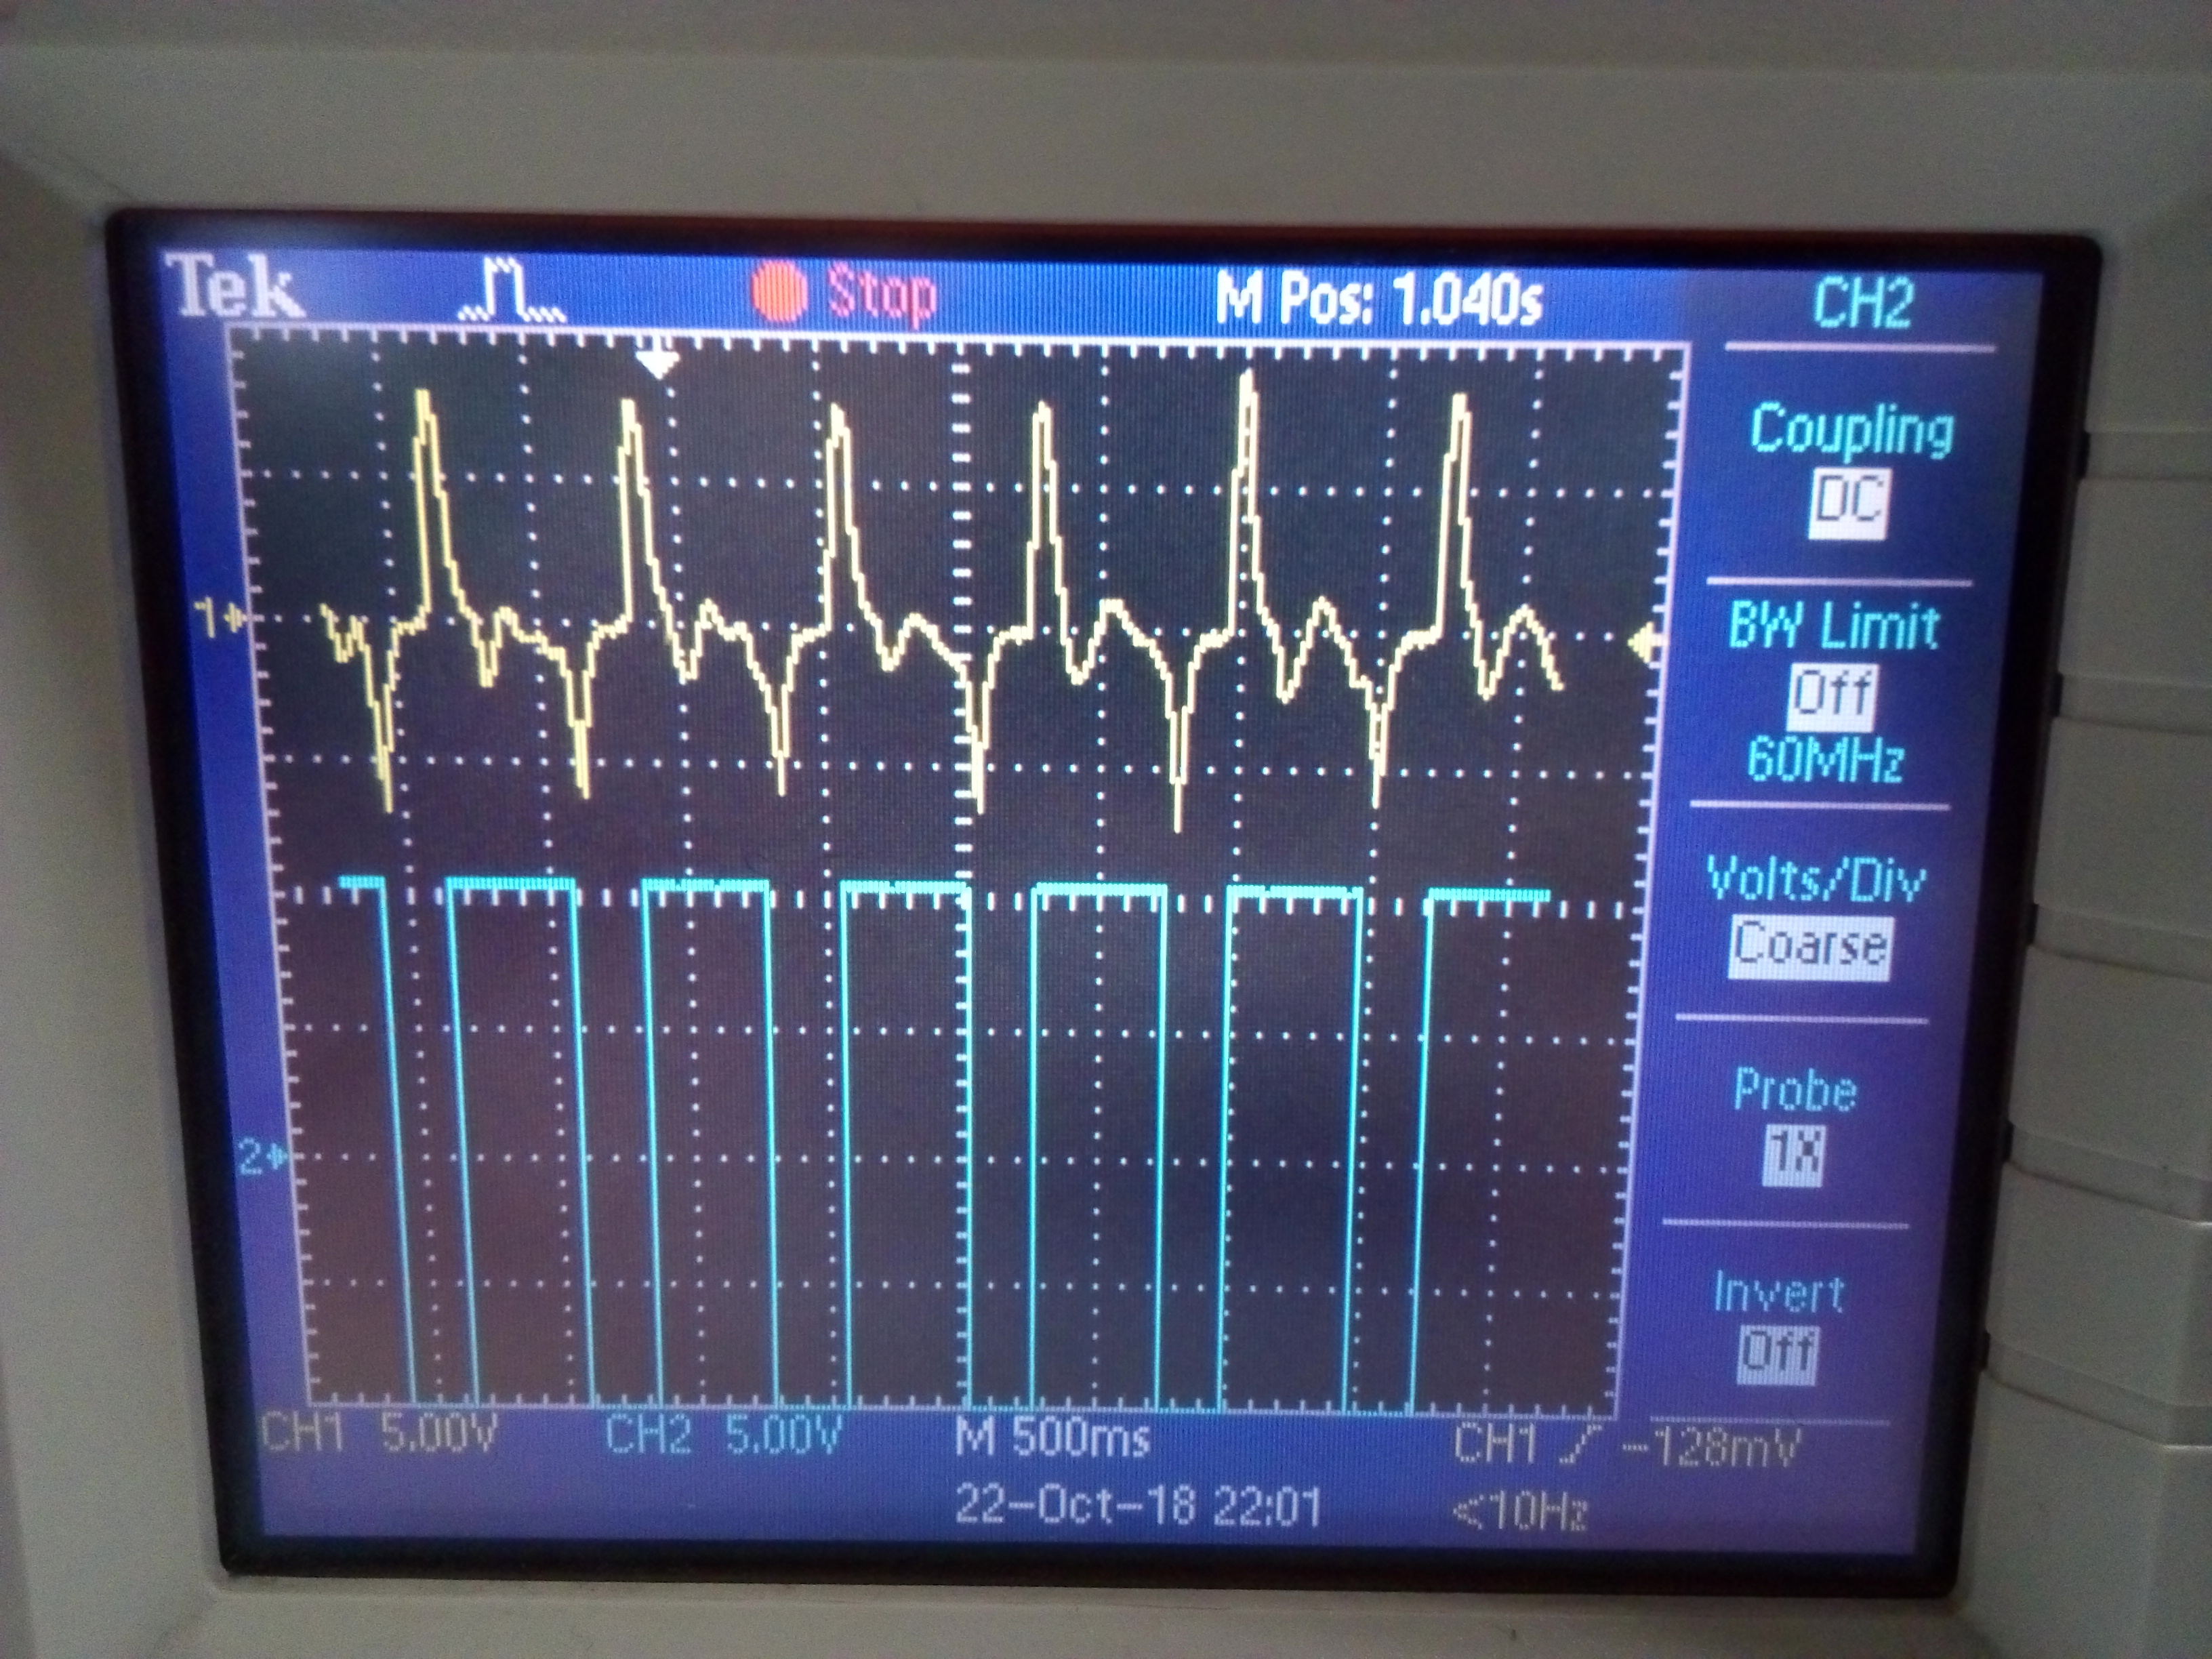 Tek Stop M Pos: 1.040s CH2
Coupling
DC
1
BW Limit
Off
60MHz
Volts/Div
Coarse
Probe
1X
2
Invert
Off
CH1 5.00V CH2 5.00V M 500ms CH1 -128mV
22-Oct-18 22:01 <10Hz